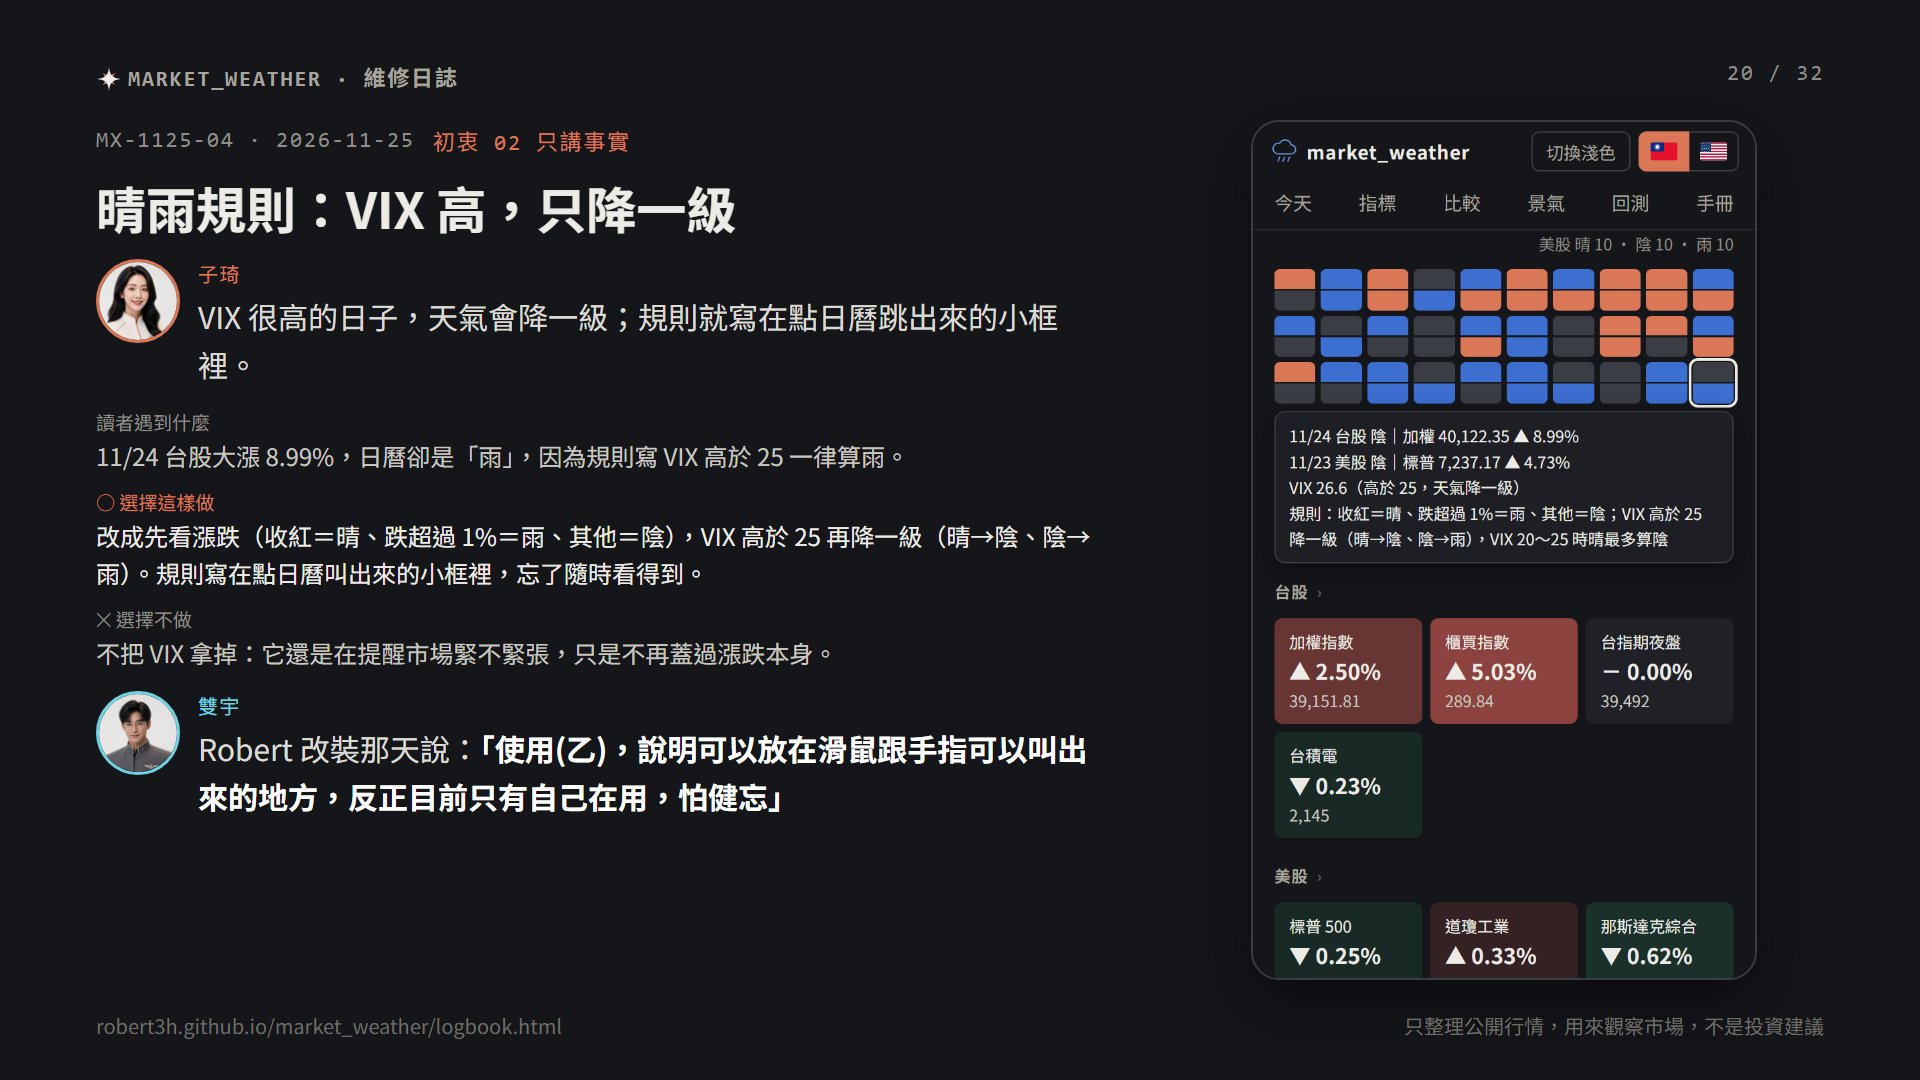 MARKET_WEATHER · 維修日誌
20 / 32
MX-1125-04 · 2026-11-25 初衷 02 只講事實
晴雨規則：VIX 高，只降一級
子琦
VIX 很高的日子，天氣會降一級；規則就寫在點日曆跳出來的小框
裡。
讀者遇到什麼
11/24 台股大漲 8.99%，日曆卻是「雨」，因為規則寫 VIX 高於 25 一律算雨。
○ 選擇這樣做
改成先看漲跌（收紅＝晴、跌超過 1%＝雨、其他＝陰），VIX 高於 25 再降一級（晴→陰、陰→
雨）。規則寫在點日曆叫出來的小框裡，忘了隨時看得到。
╳ 選擇不做
不把 VIX 拿掉：它還是在提醒市場緊不緊張，只是不再蓋過漲跌本身。
雙宇
Robert 改裝那天說：「使用(乙)，說明可以放在滑鼠跟手指可以叫出
來的地方，反正目前只有自己在用，怕健忘」
market_weather
切換淺色
今天 指標 比較 景氣 回測 手冊
美股 晴 10 · 陰 10 · 雨 10
11/24 台股 陰｜加權 40,122.35 ▲ 8.99%
11/23 美股 陰｜標普 7,237.17 ▲ 4.73%
VIX 26.6（高於 25，天氣降一級）
規則：收紅＝晴、跌超過 1%＝雨、其他＝陰；VIX 高於 25
降一級（晴→陰、陰→雨），VIX 20～25 時晴最多算陰
台股 ›
加權指數
▲ 2.50%
39,151.81
櫃買指數
▲ 5.03%
289.84
台指期夜盤
— 0.00%
39,492
台積電
▼ 0.23%
2,145
美股 ›
標普 500
▼ 0.25%
道瓊工業
▲ 0.33%
那斯達克綜合
▼ 0.62%
robert3h.github.io/market_weather/logbook.html
只整理公開行情，用來觀察市場，不是投資建議